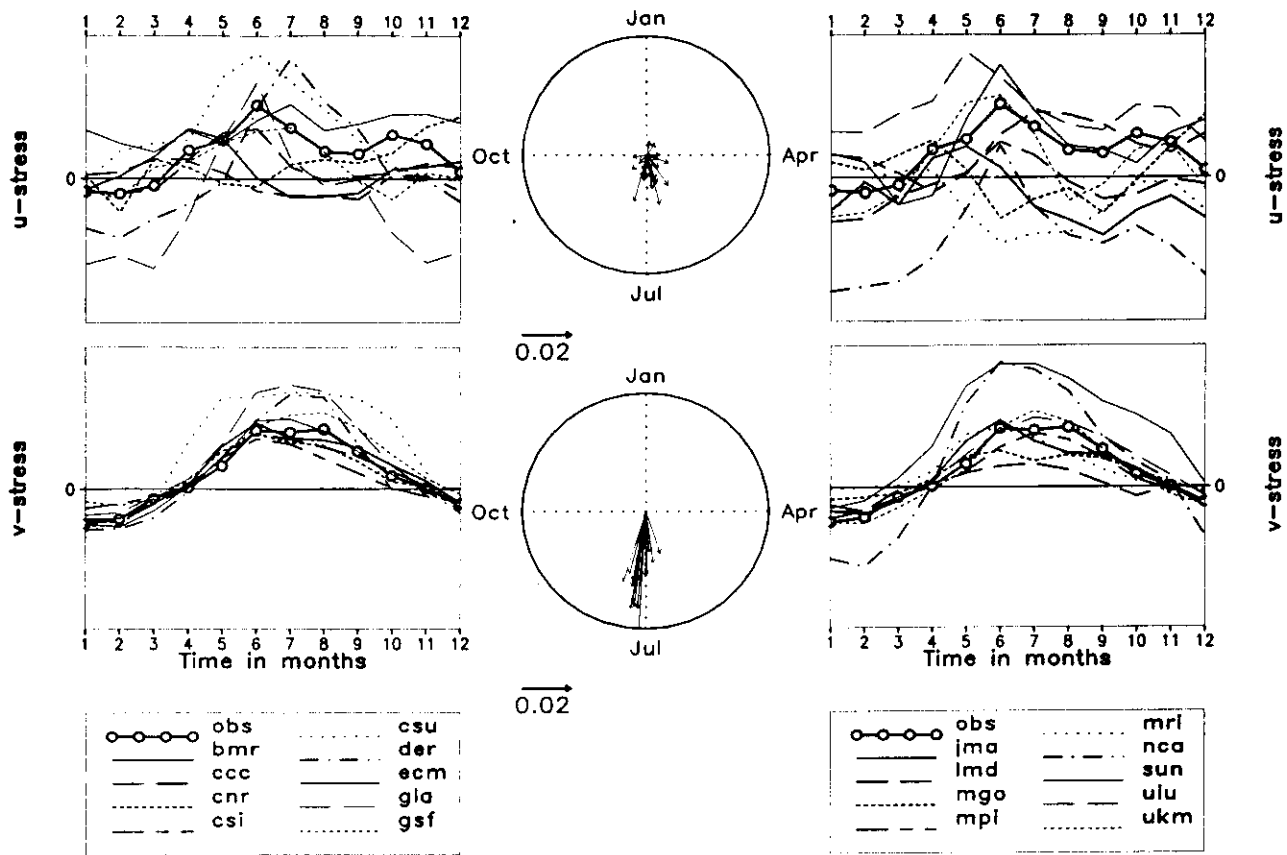 1 2 3 4 5 6 7 8 9 10 11 12
Jan
1 2 3 4 5 6 7 8 9 10 11 12
u-stress
0
Oct
Apr
0
u-stress
Jul
0.02
Jan
v-stress
0
Oct
Apr
0
v-stress
1 2 3 4 5 6 7 8 9 10 11 12
Time in months
Jul
1 2 3 4 5 6 7 8 9 10 11 12
Time in months
0.02
obs csu
bmr der
ccc ecm
cnr gla
csi gsf
obs mri
jma nca
lmd sun
mgo uiu
mpi ukm